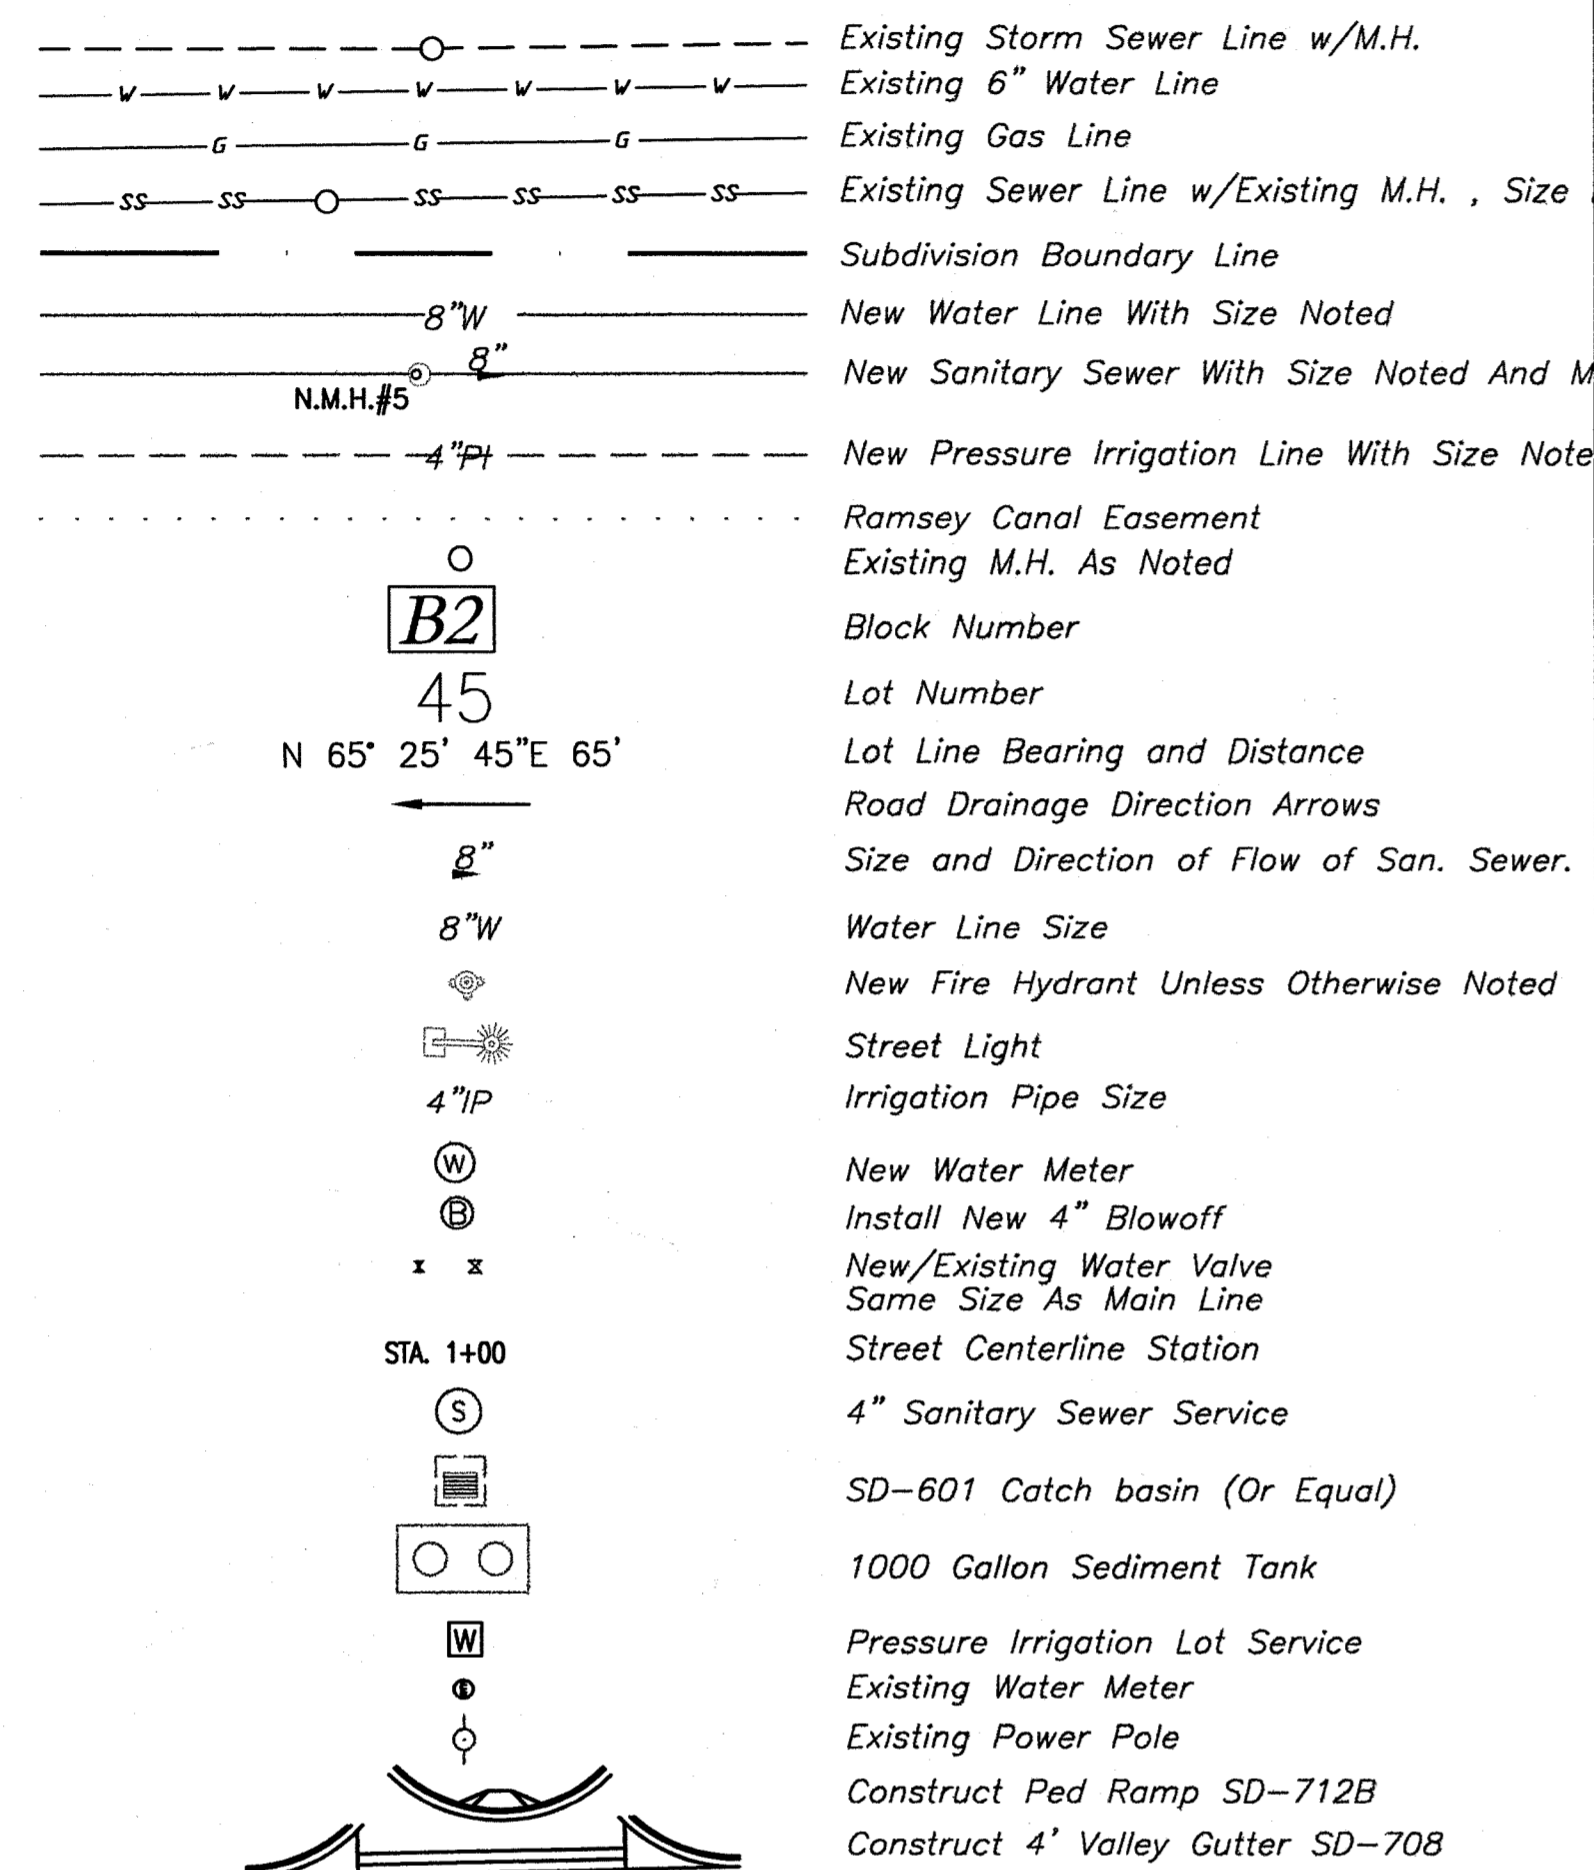 Existing Storm Sewer Line w/M.H.
W W W W W W W Existing 6" Water Line
G G G Existing Gas Line
SS SS SS SS SS SS Existing Sewer Line w/Existing M.H. , Size
Subdivision Boundary Line
8"W New Water Line With Size Noted
8" New Sanitary Sewer With Size Noted And M
N.M.H.#5
4"PI New Pressure Irrigation Line With Size Note
Ramsey Canal Easement
Existing M.H. As Noted
B2 Block Number
45 Lot Number
N 65° 25' 45"E 65' Lot Line Bearing and Distance
Road Drainage Direction Arrows
8" Size and Direction of Flow of San. Sewer.
8"W Water Line Size
New Fire Hydrant Unless Otherwise Noted
Street Light
4"IP Irrigation Pipe Size
W New Water Meter
B Install New 4" Blowoff
New/Existing Water Valve
Same Size As Main Line
STA. 1+00 Street Centerline Station
S 4" Sanitary Sewer Service
SD-601 Catch basin (Or Equal)
1000 Gallon Sediment Tank
W Pressure Irrigation Lot Service
E Existing Water Meter
Existing Power Pole
Construct Ped Ramp SD-712B
Construct 4' Valley Gutter SD-708